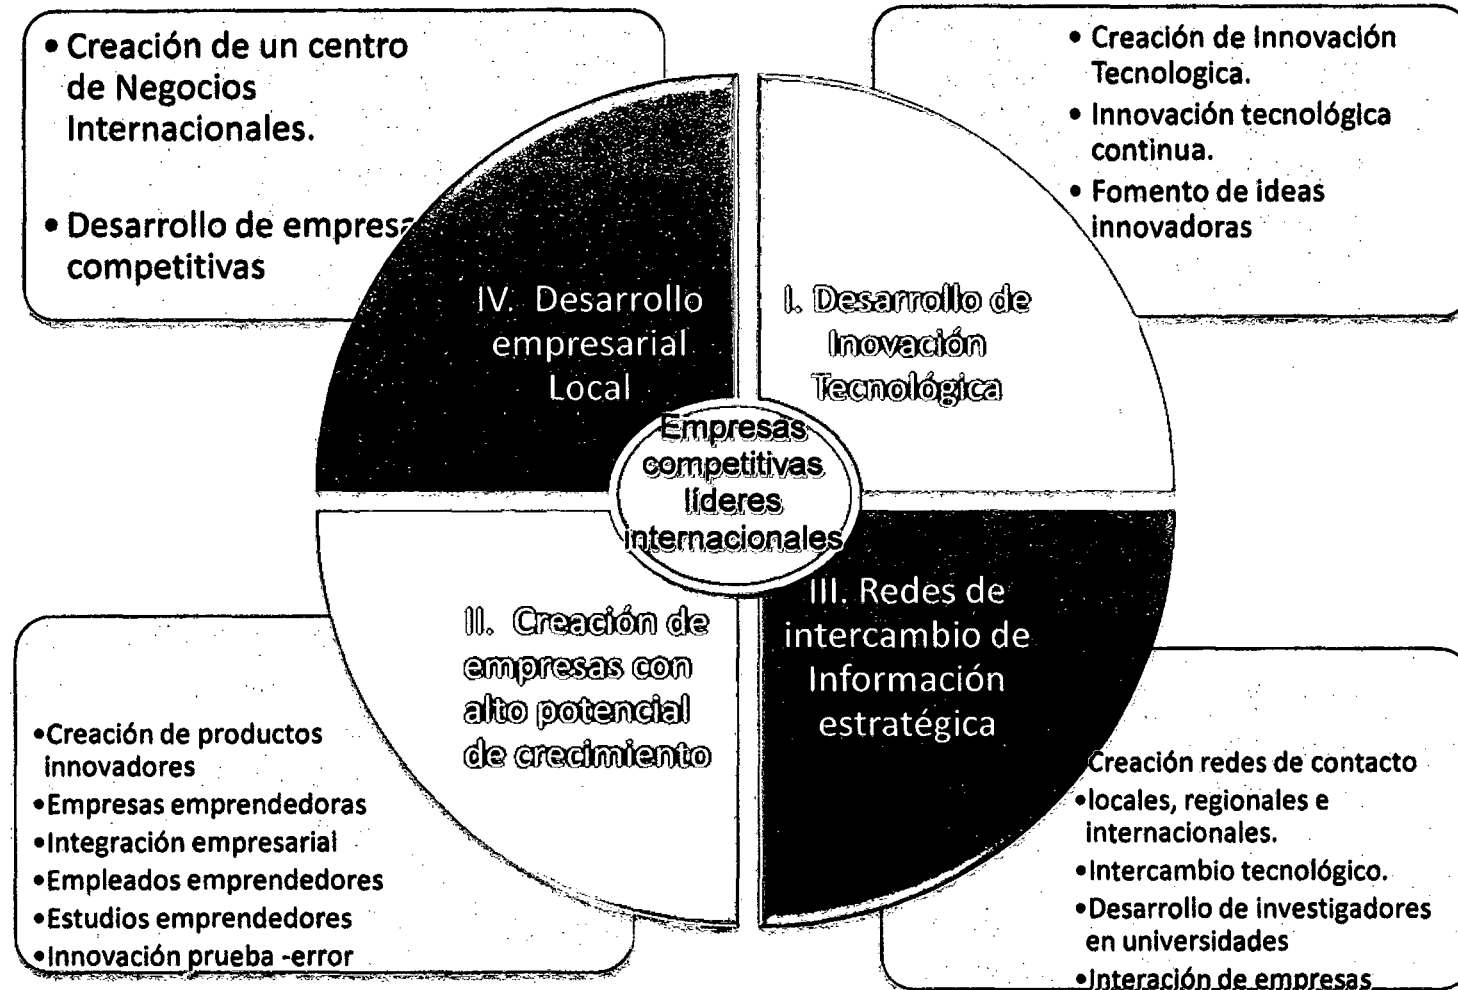 • Creación de un centro
de Negocios
Internacionales.
• Desarrollo de empresa
competitivas
• Creación de Innovación
Tecnologica.
• Innovación tecnológica
continua.
• Fomento de ideas
innovadoras
IV. Desarrollo
empresarial
Local
I. Desarrollo de
Inovación
Tecnológica
Empresas
competitivas
líderes
internacionales
II. Creación de
empresas con
alto potencial
de crecimiento
III. Redes de
intercambio de
Información
estratégica
•Creación de productos
innovadores
•Empresas emprendedoras
•Integración empresarial
•Empleados emprendedores
•Estudios emprendedores
•Innovación prueba -error
Creación redes de contacto
•locales, regionales e
internacionales.
•Intercambio tecnológico.
•Desarrollo de investigadores
en universidades
•Interación de empresas